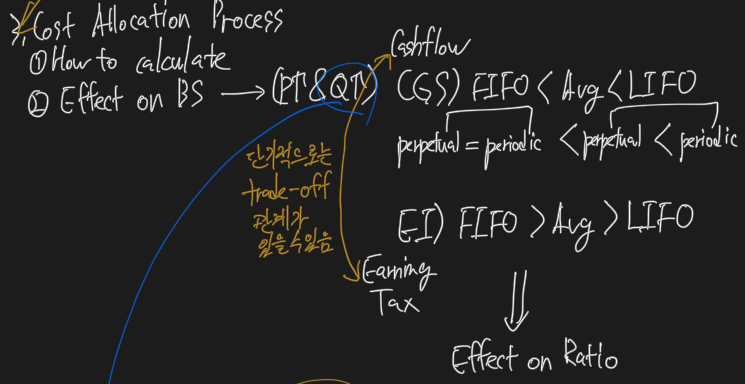 3. Cost Allocation Process
① How to calculate
② Effect on BS → (P↑ & Q↑)
Cashflow
CGS) FIFO < Avg < LIFO
perpetual = periodic < perpetual < periodic
단기적으로는
trade-off
관계가
있을수있음
EI) FIFO > Avg > LIFO
Earning
Tax
Effect on Ratio